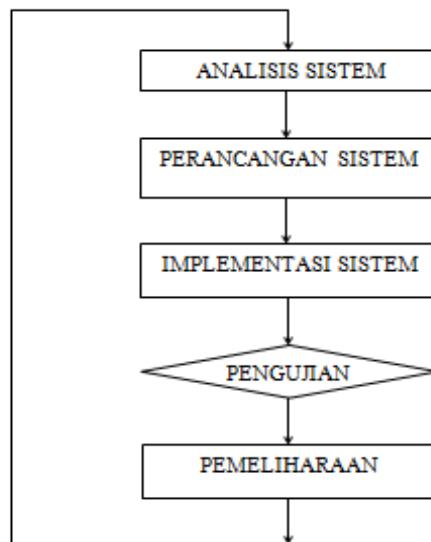 ANALISIS SISTEM
PERANCANGAN SISTEM
IMPLEMENTASI SISTEM
PENGUJIAN
PEMELIHARAAN